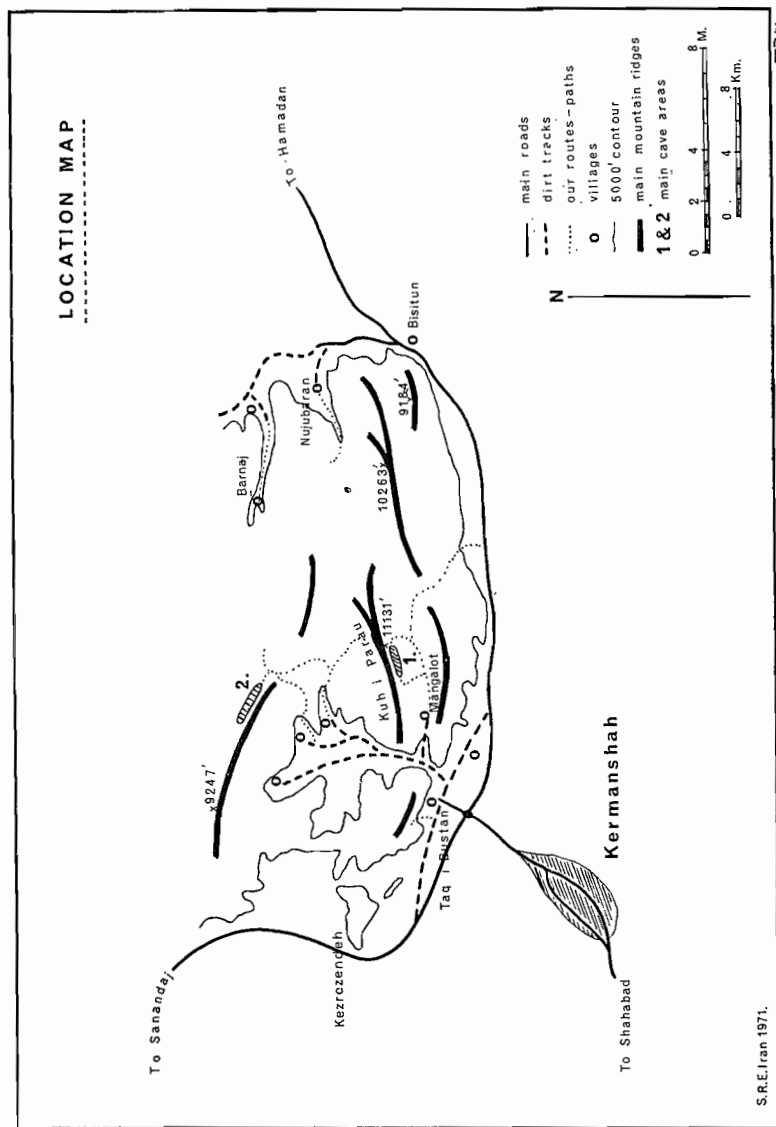 LOCATION MAP
To Hamadan
To Sanandaj
Barnaj
Nujubaran
Bisitun
9184'
10263'x
x9247'
2.
Kuh i Parau
11131'
1.
Mangalot
Kezrozendeh
Taq i Bustan
Kermanshah
To Shahabad
main roads
dirt tracks
our routes-paths
villages
5000' contour
main mountain ridges
1 & 2 main cave areas
0 2 4 8 M.
0 4 8 Km.
N
S.R.E.Iran 1971.